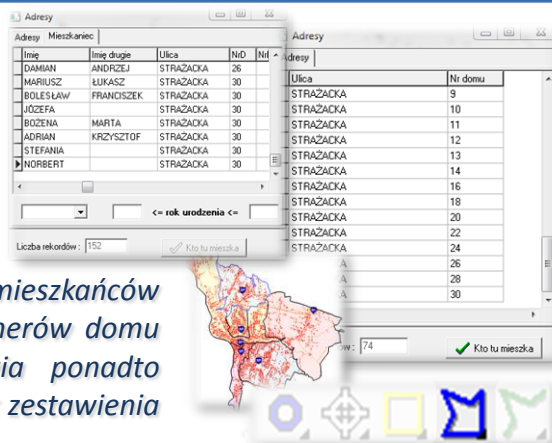 Adresy
Adresy Mieszkaniec
Imię Imię drugie Ulica NrD
DAMIAN ANDRZEJ STRAŻACKA 26
MARIUSZ ŁUKASZ STRAŻACKA 30
BOLESŁAW FRANCISZEK STRAŻACKA 30
JÓZEFA STRAŻACKA 30
BOŻENA MARTA STRAŻACKA 30
ADRIAN KRZYSZTOF STRAŻACKA 30
STEFANIA STRAŻACKA 30
NORBERT STRAŻACKA 30
<= rok urodzenia <=
Liczba rekordów : 152 Kto tu mieszka
Adresy
Ulica Nr domu
STRAŻACKA 9
STRAŻACKA 10
STRAŻACKA 11
STRAŻACKA 12
STRAŻACKA 13
STRAŻACKA 14
STRAŻACKA 16
STRAŻACKA 18
STRAŻACKA 20
STRAŻACKA 22
STRAŻACKA 24
A 26
A 28
A 30
74 Kto tu mieszka
mieszkańców
domu
ponadto
zestawienia